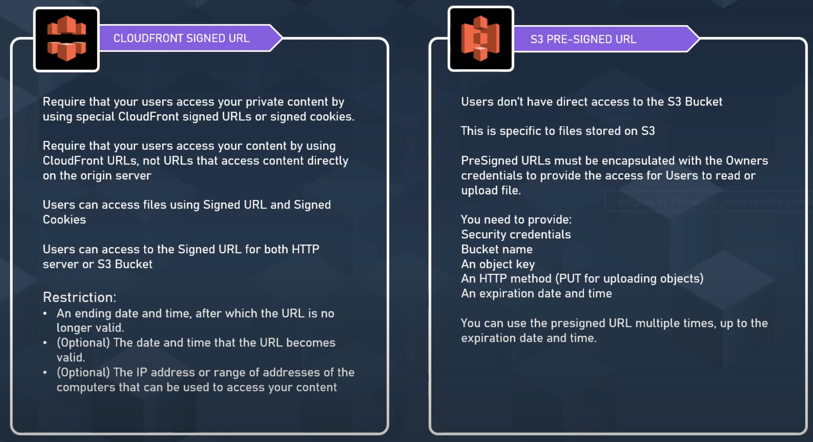 CLOUDFRONT SIGNED URL
Require that your users access your private content by
using special CloudFront signed URLs or signed cookies.
Require that your users access your content by using
CloudFront URLs, not URLs that access content directly
on the origin server
Users can access files using Signed URL and Signed
Cookies
Users can access to the Signed URL for both HTTP
server or S3 Bucket
Restriction:
• An ending date and time, after which the URL is no
longer valid.
• (Optional) The date and time that the URL becomes
valid.
• (Optional) The IP address or range of addresses of the
computers that can be used to access your content
S3 PRE-SIGNED URL
Users don't have direct access to the S3 Bucket
This is specific to files stored on S3
PreSigned URLs must be encapsulated with the Owners
credentials to provide the access for Users to read or
upload file.
You need to provide:
Security credentials
Bucket name
An object key
An HTTP method (PUT for uploading objects)
An expiration date and time
You can use the presigned URL multiple times, up to the
expiration date and time.